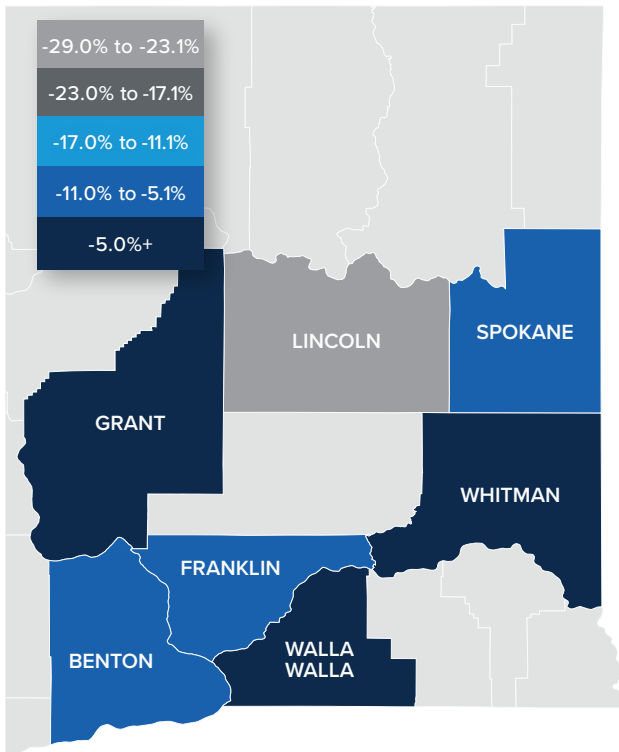 -29.0% to -23.1%
-23.0% to -17.1%
-17.0% to -11.1%
-11.0% to -5.1%
-5.0%+
LINCOLN
SPOKANE
GRANT
WHITMAN
FRANKLIN
BENTON
WALLA
WALLA